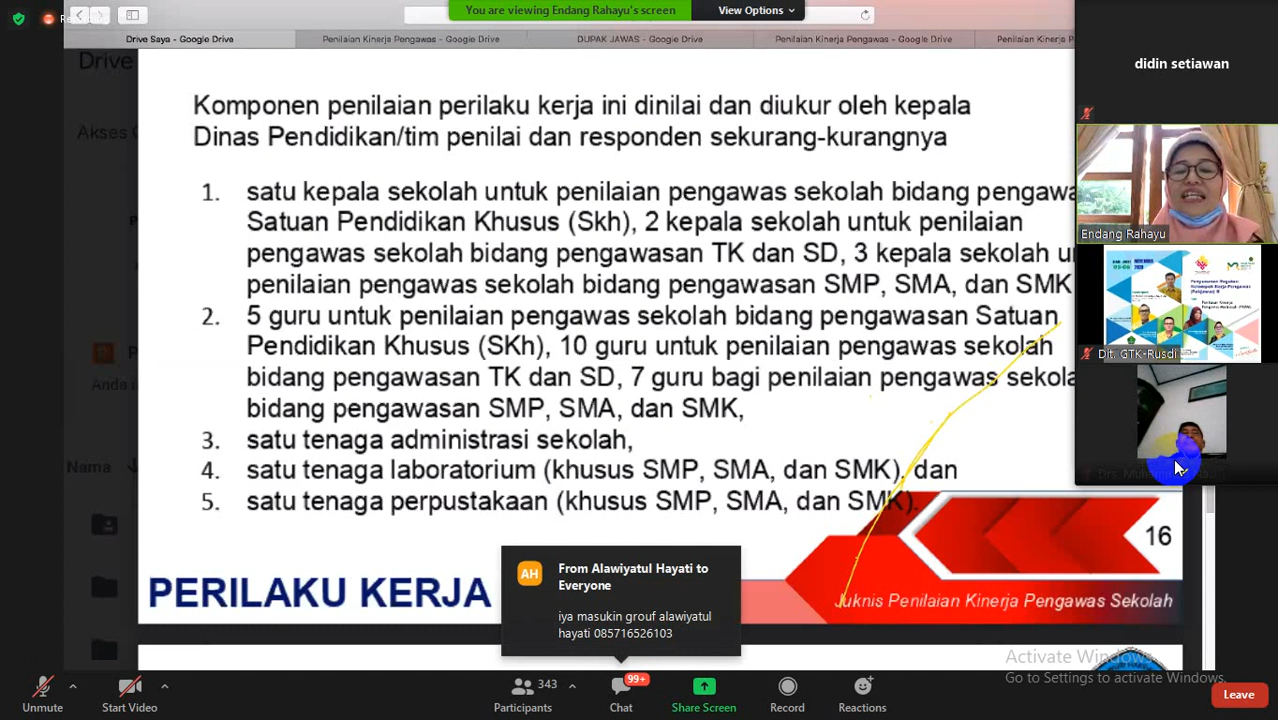 You are viewing Endang Rahayu's screen
View Options
Drive Saya - Google Drive
Penilaian Kinerja Pengawas - Google Drive
DUPAK JAWAS - Google Drive
Penilaian Kinerja Pengawas - Google Drive
Penilaian Kinerja P
Drive
didin setiawan
Komponen penilaian perilaku kerja ini dinilai dan diukur oleh kepala
Dinas Pendidikan/tim penilai dan responden sekurang-kurangnya
1. satu kepala sekolah untuk penilaian pengawas sekolah bidang pengawa
Satuan Pendidikan Khusus (Skh), 2 kepala sekolah untuk penilaian
pengawas sekolah bidang pengawasan TK dan SD, 3 kepala sekolah u
penilaian pengawas sekolah bidang pengawasan SMP, SMA, dan SMK
2. 5 guru untuk penilaian pengawas sekolah bidang pengawasan Satuan
Pendidikan Khusus (SKh), 10 guru untuk penilaian pengawas sekolah
bidang pengawasan TK dan SD, 7 guru bagi penilaian pengawas sekola
bidang pengawasan SMP, SMA, dan SMK,
3. satu tenaga administrasi sekolah,
4. satu tenaga laboratorium (khusus SMP, SMA, dan SMK), dan
5. satu tenaga perpustakaan (khusus SMP, SMA, dan SMK).
Endang Rahayu
Dit. GTK-Rusdi
Nama
16
PERILAKU KERJA
Juknis Penilaian Kinerja Pengawas Sekolah
AH
From Alawiyatul Hayati to
Everyone
iya masukin grouf alawiyatul
hayati 085716526103
Activate Windows
Go to Settings to activate Windows.
Unmute
Start Video
343
Participants
99+
Chat
Share Screen
Record
Reactions
Leave